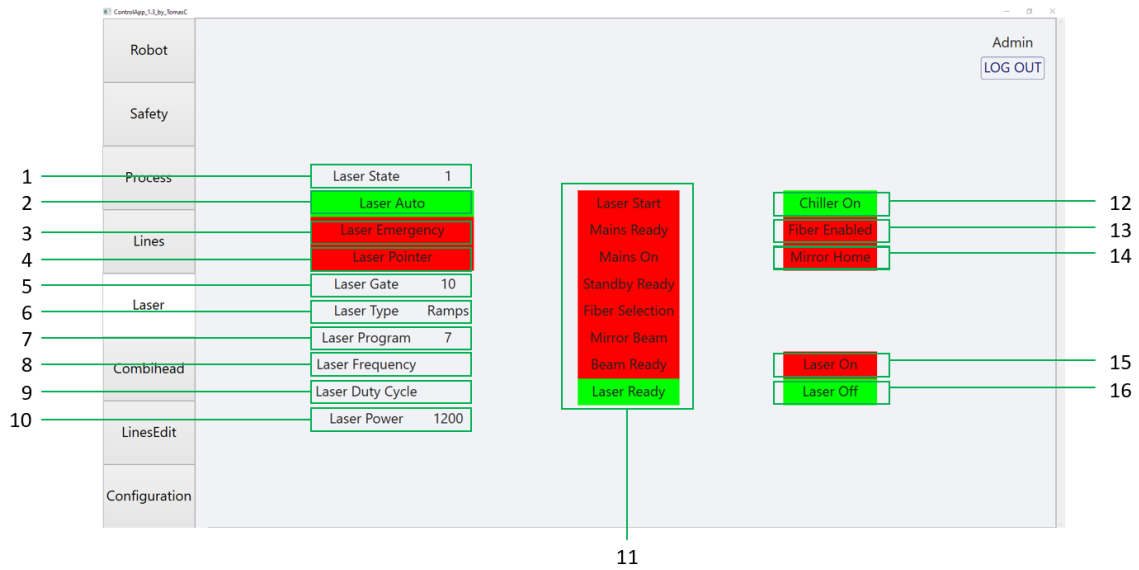 ControlApp_1.3_by_TomasC
Admin
LOG OUT
Robot
Safety
Process
Lines
Laser
Combihead
LinesEdit
Configuration
1 Laser State 1
2 Laser Auto
3 Laser Emergency
4 Laser Pointer
5 Laser Gate 10
6 Laser Type Ramps
7 Laser Program 7
8 Laser Frequency
9 Laser Duty Cycle
10 Laser Power 1200
Laser Start
Mains Ready
Mains On
Standby Ready
Fiber Selection
Mirror Beam
Beam Ready
Laser Ready
11
Chiller On 12
Fiber Enabled 13
Mirror Home 14
Laser On 15
Laser Off 16